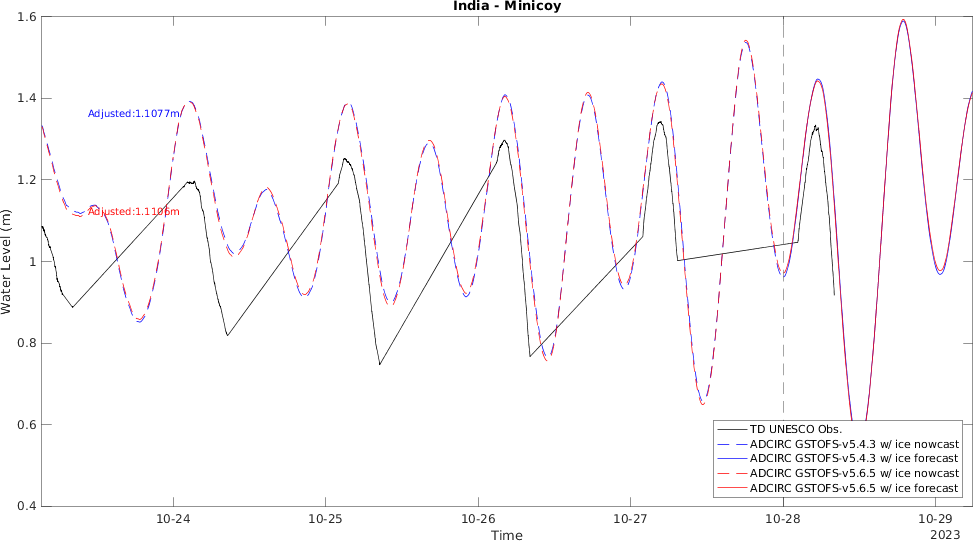 India - Minicoy
1.6
1.4
1.2
1
0.8
0.6
0.4
Water Level (m)
Adjusted:1.1077m
Adjusted:1.1106m
TD UNESCO Obs.
ADCIRC GSTOFS-v5.4.3 w/ ice nowcast
ADCIRC GSTOFS-v5.4.3 w/ ice forecast
ADCIRC GSTOFS-v5.6.5 w/ ice nowcast
ADCIRC GSTOFS-v5.6.5 w/ ice forecast
10-24 10-25 10-26 10-27 10-28 10-29
2023
Time